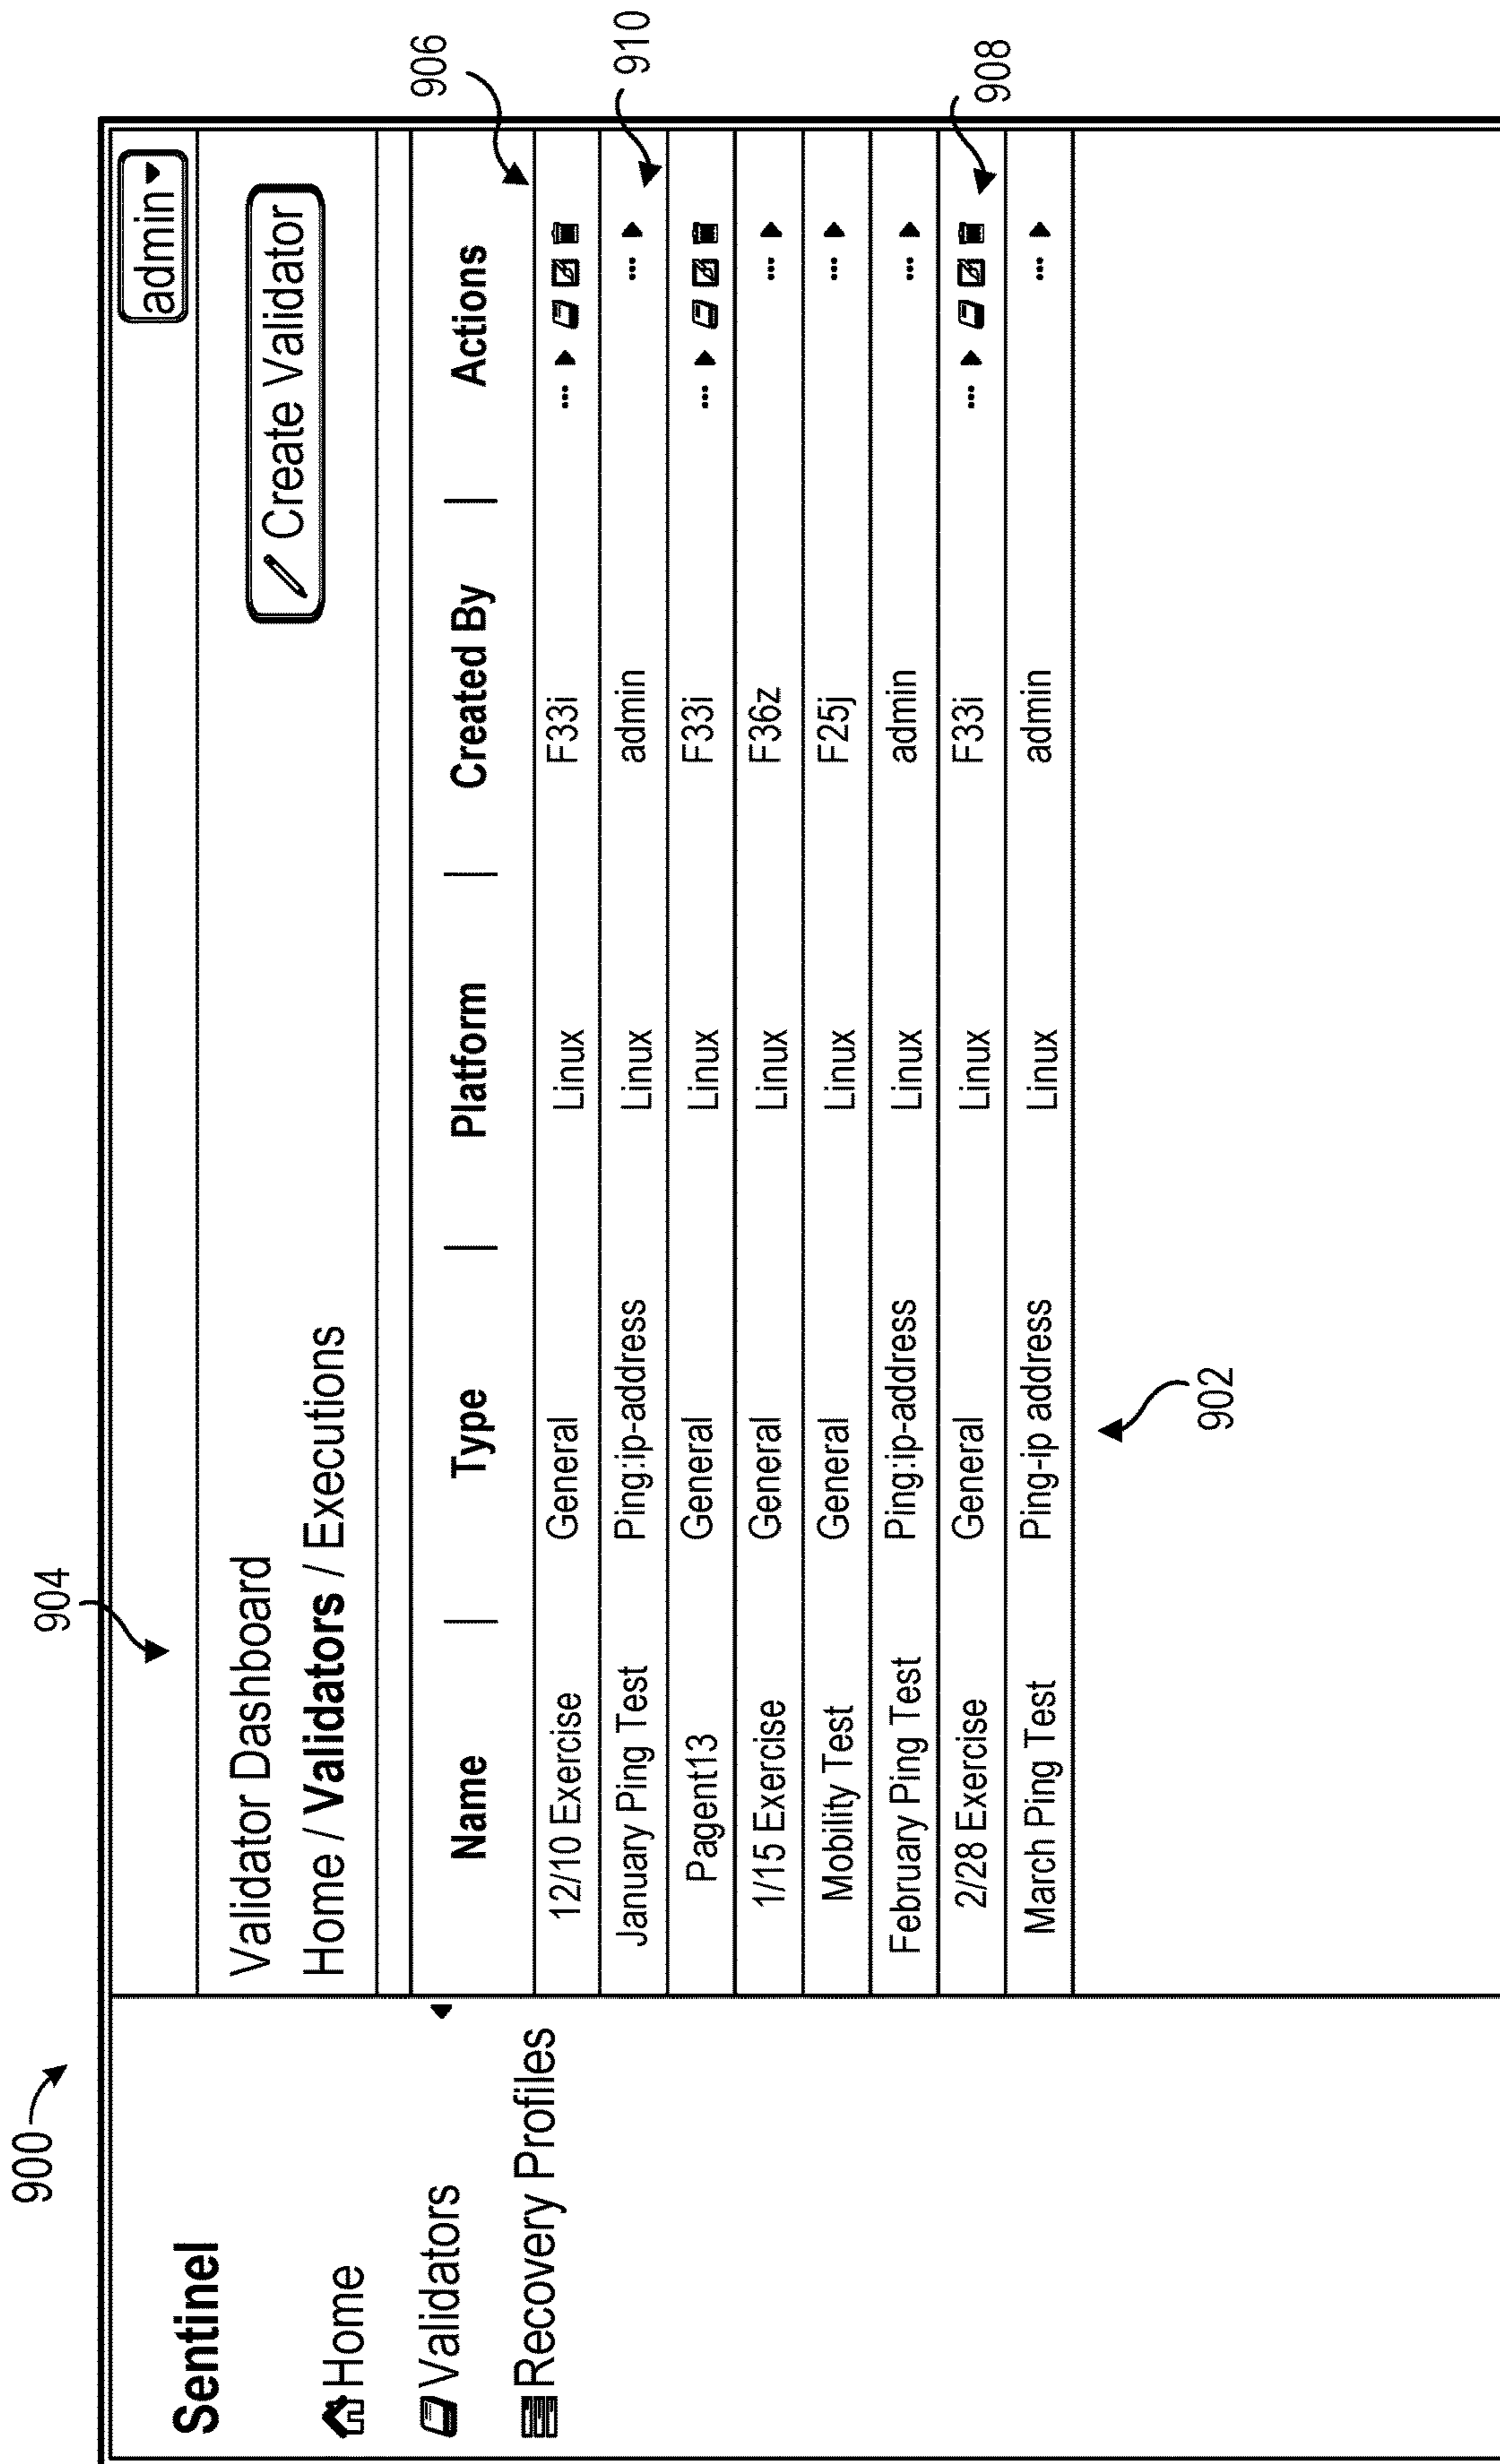 900
904
Sentinel
admin
Home
Validators
Recovery Profiles
Validator Dashboard
Home / Validators / Executions
Create Validator
Name | Type | Platform | Created By | Actions
906
12/10 Exercise General Linux F33i ...
January Ping Test Ping:ip-address Linux admin ...
910
Pagent13 General Linux F33i ...
1/15 Exercise General Linux F36z ...
Mobility Test General Linux F25j ...
February Ping Test Ping:ip-address Linux admin ...
2/28 Exercise General Linux F33i ...
908
March Ping Test Ping-ip address Linux admin ...
902